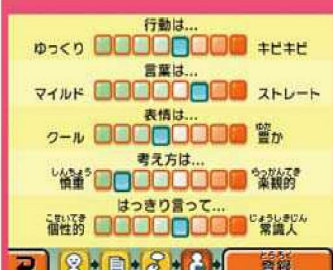 行動は...
ゆっくり キビキビ
言葉は...
マイルド ストレート
表情は...
クール 豊か
ゆた
考え方は...
しんちょう らっかんてき
慎重 楽観的
はっきり言って...
こせいてき じょうしきじん
個性的 常識人
とうろく
登録